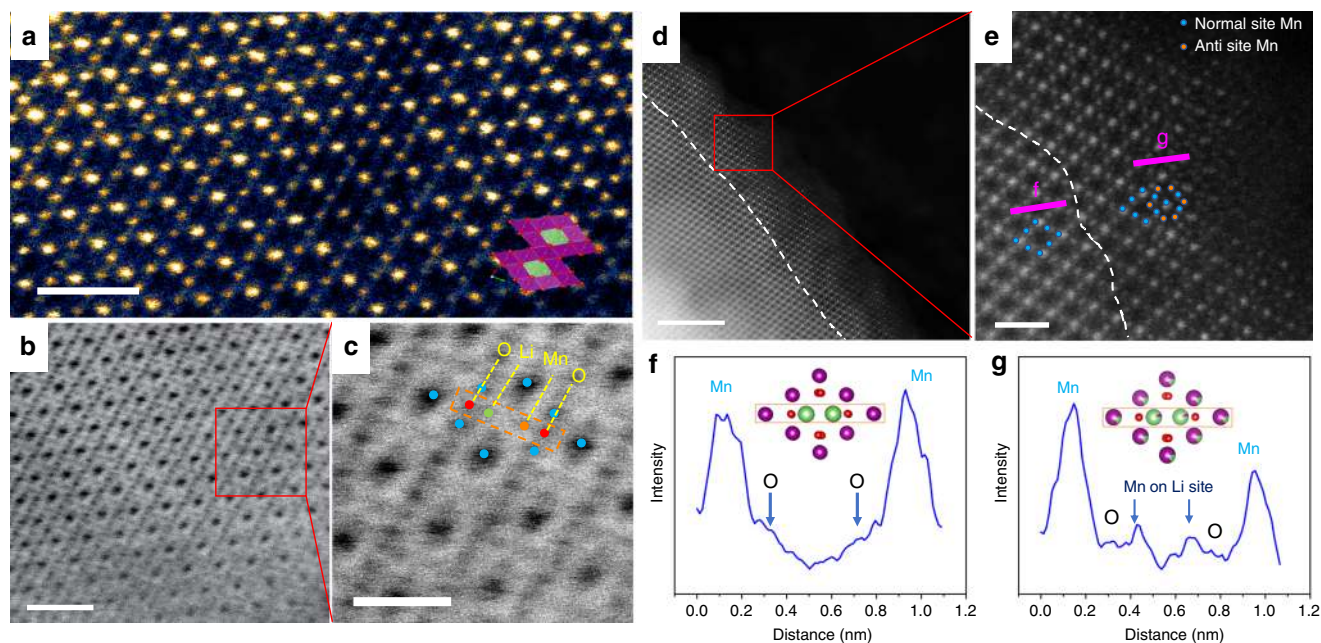 a
d
e
Normal site Mn
Anti site Mn
g
f
b
c
O Li Mn O
f
Mn
Mn
O
O
Intensity
0.0 0.2 0.4 0.6 0.8 1.0 1.2
Distance (nm)
g
Mn
Mn
Mn on Li site
O
O
Intensity
0.0 0.2 0.4 0.6 0.8 1.0 1.2
Distance (nm)